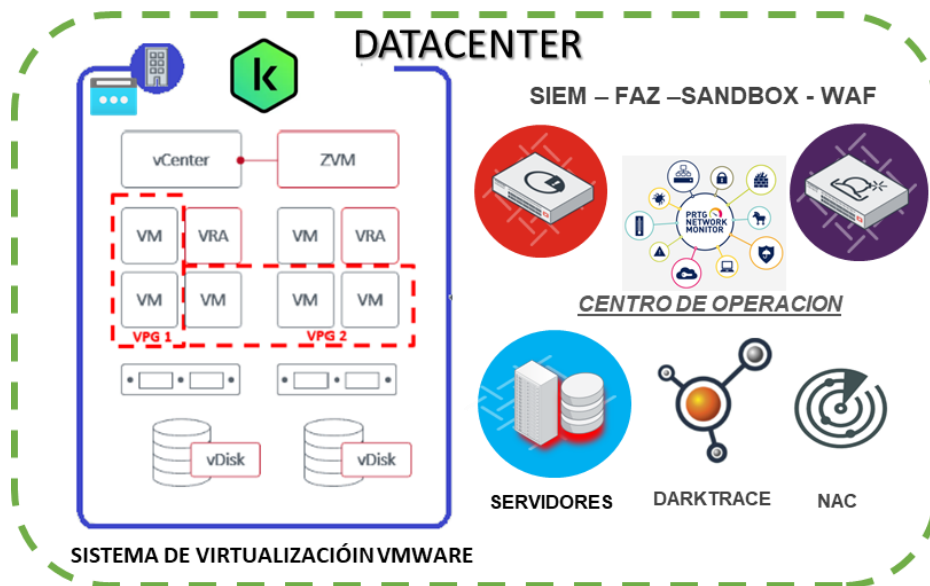 DATACENTER
k
vCenter
ZVM
VM
VRA
VM
VRA
VM
VM
VM
VM
VPG 1
VPG 2
vDisk
vDisk
SISTEMA DE VIRTUALIZACIÓIN VMWARE
SIEM – FAZ –SANDBOX - WAF
PRTG
NETWORK
MONITOR
CENTRO DE OPERACION
SERVIDORES
DARKTRACE
NAC